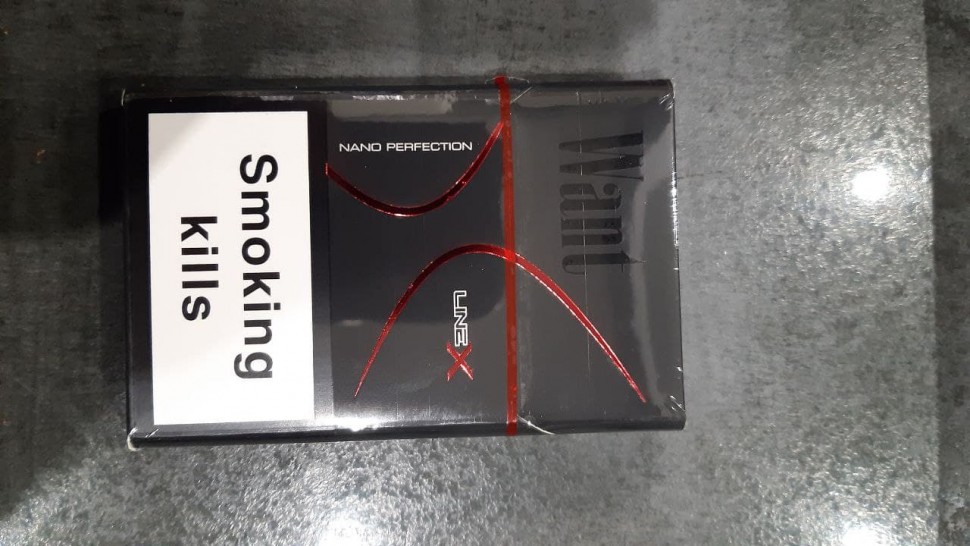 Want
NANO PERFECTION
LINE X
Smoking
kills